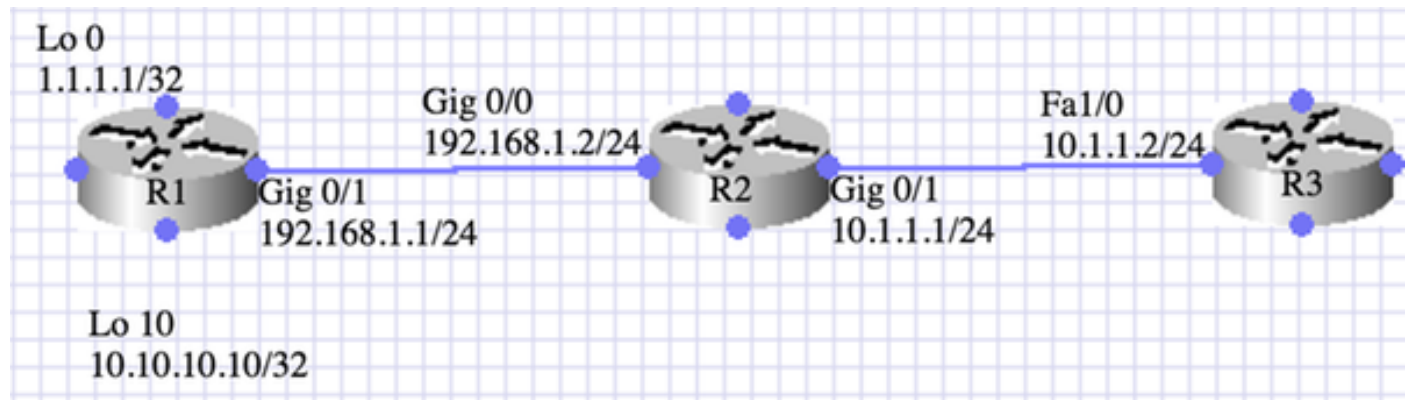 Lo 0
1.1.1.1/32
R1
Gig 0/1
192.168.1.1/24
Lo 10
10.10.10.10/32
Gig 0/0
192.168.1.2/24
R2
Gig 0/1
10.1.1.1/24
Fa1/0
10.1.1.2/24
R3